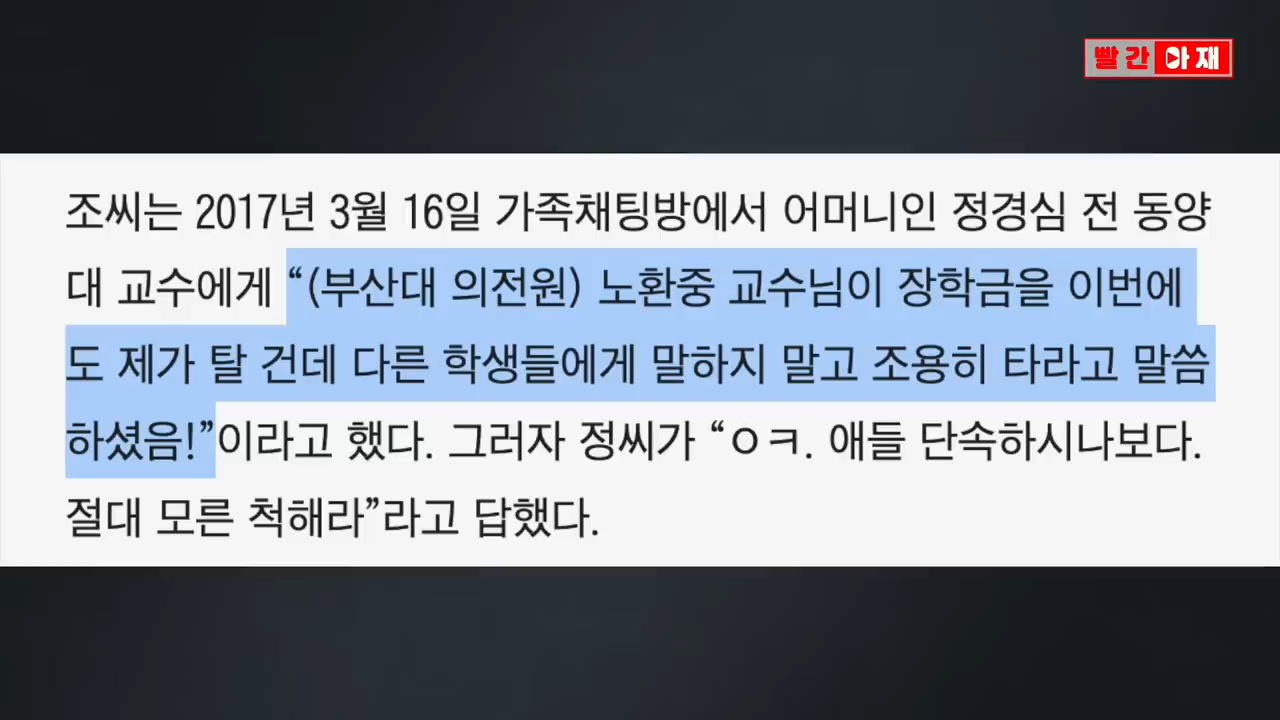 빨간아재
조씨는 2017년 3월 16일 가족채팅방에서 어머니인 정경심 전 동양
대 교수에게 “(부산대 의전원) 노환중 교수님이 장학금을 이번에
도 제가 탈 건데 다른 학생들에게 말하지 말고 조용히 타라고 말씀
하셨음!”이라고 했다. 그러자 정씨가 “ㅇㅋ. 애들 단속하시나보다.
절대 모른 척해라”라고 답했다.